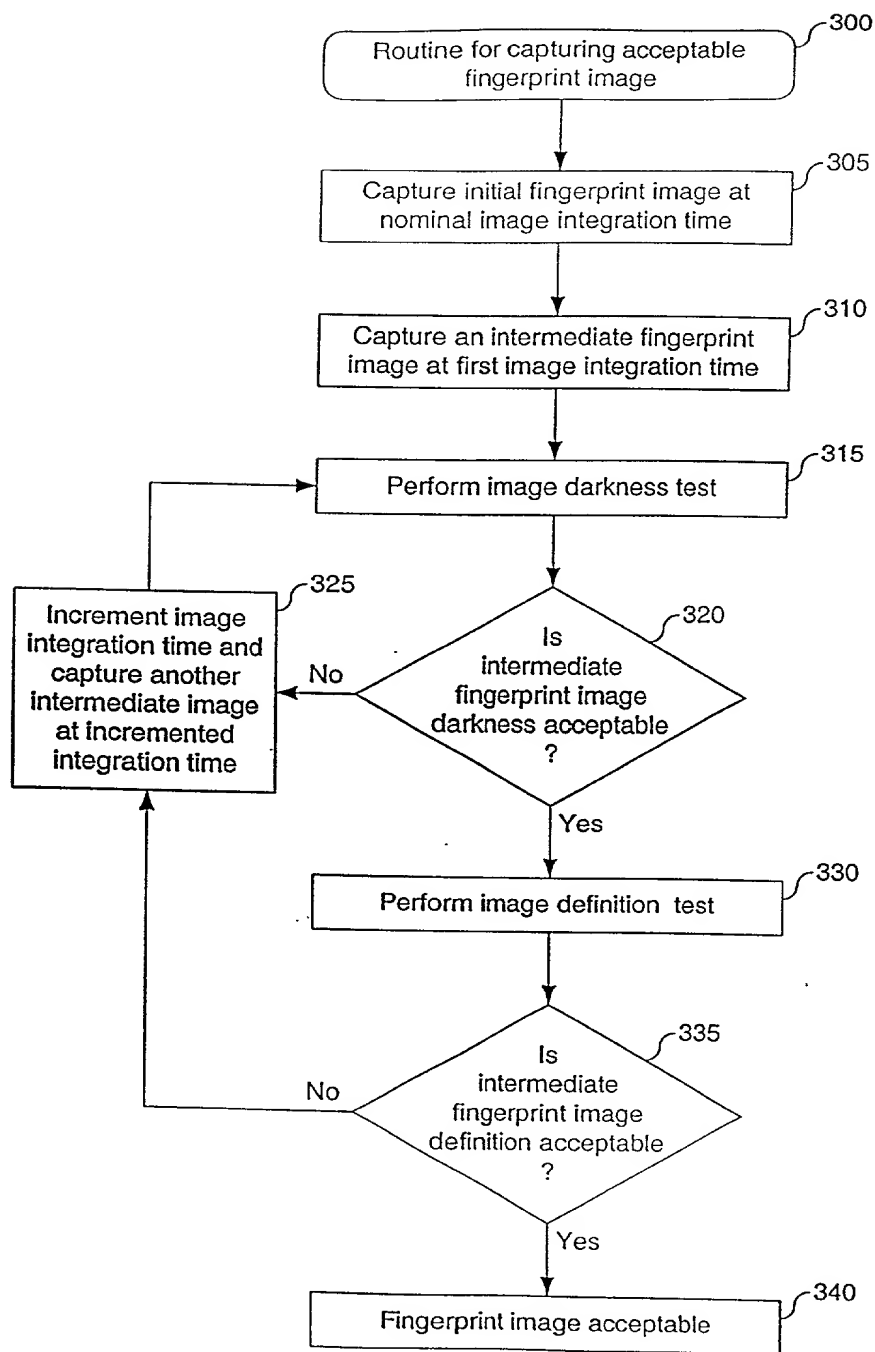 300
Routine for capturing acceptable
fingerprint image
305
Capture initial fingerprint image at
nominal image integration time
310
Capture an intermediate fingerprint
image at first image integration time
315
Perform image darkness test
325
Increment image
integration time and
capture another
intermediate image
at incremented
integration time
320
Is
intermediate
fingerprint image
darkness acceptable
?
No
Yes
330
Perform image definition test
335
Is
intermediate
fingerprint image
definition acceptable
?
No
Yes
340
Fingerprint image acceptable